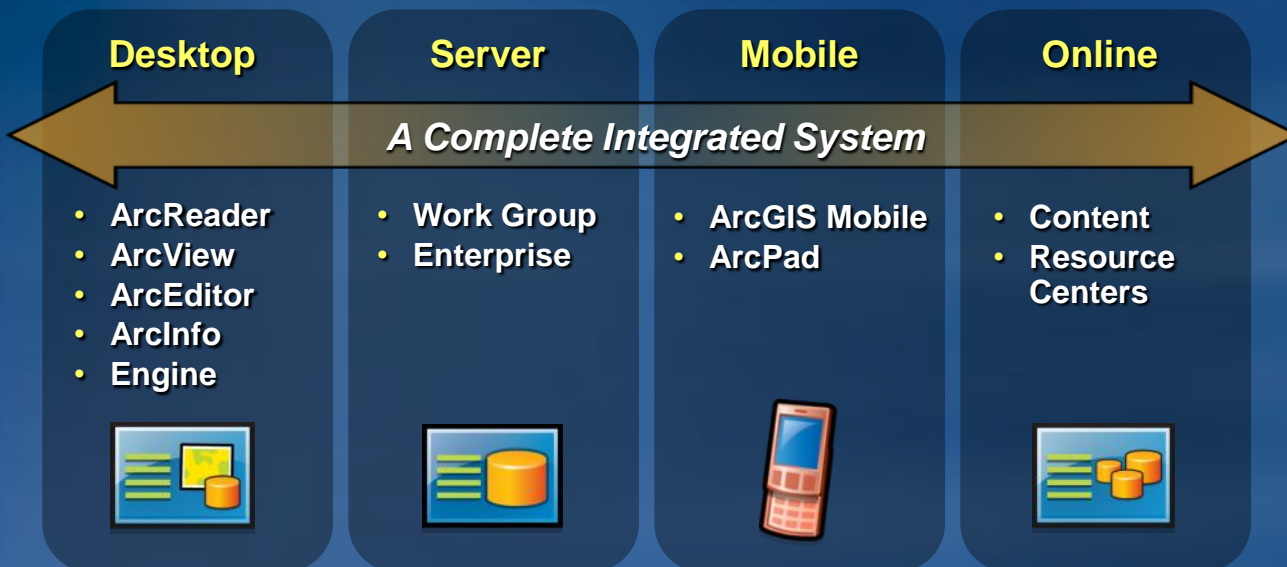 Desktop
Server
Mobile
Online
A Complete Integrated System
• ArcReader
• ArcView
• ArcEditor
• ArcInfo
• Engine
• Work Group
• Enterprise
• ArcGIS Mobile
• ArcPad
• Content
• Resource
Centers